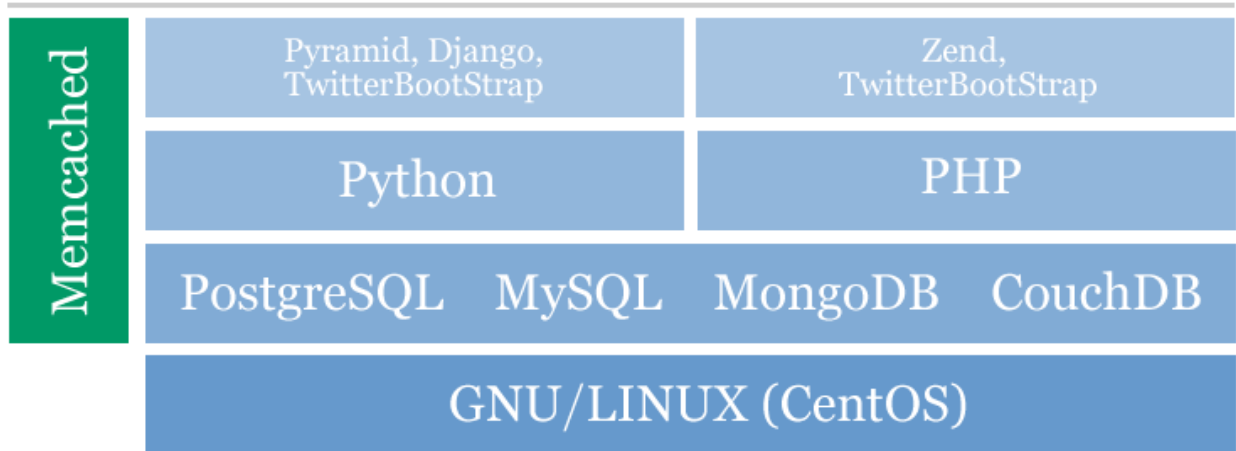 Memcached
Pyramid, Django,
TwitterBootStrap
Zend,
TwitterBootStrap
Python
PHP
PostgreSQL MySQL MongoDB CouchDB
GNU/LINUX (CentOS)